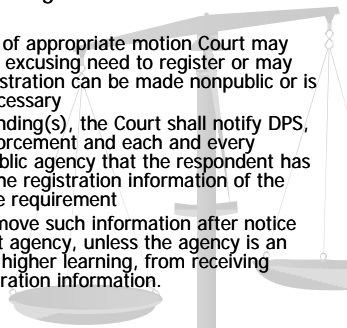 of appropriate motion Court may
excusing need to register or may
stration can be made nonpublic or is
cessary
nding(s), the Court shall notify DPS,
orcement and each and every
blic agency that the respondent has
he registration information of the
e requirement
move such information after notice
t agency, unless the agency is an
higher learning, from receiving
ration information.